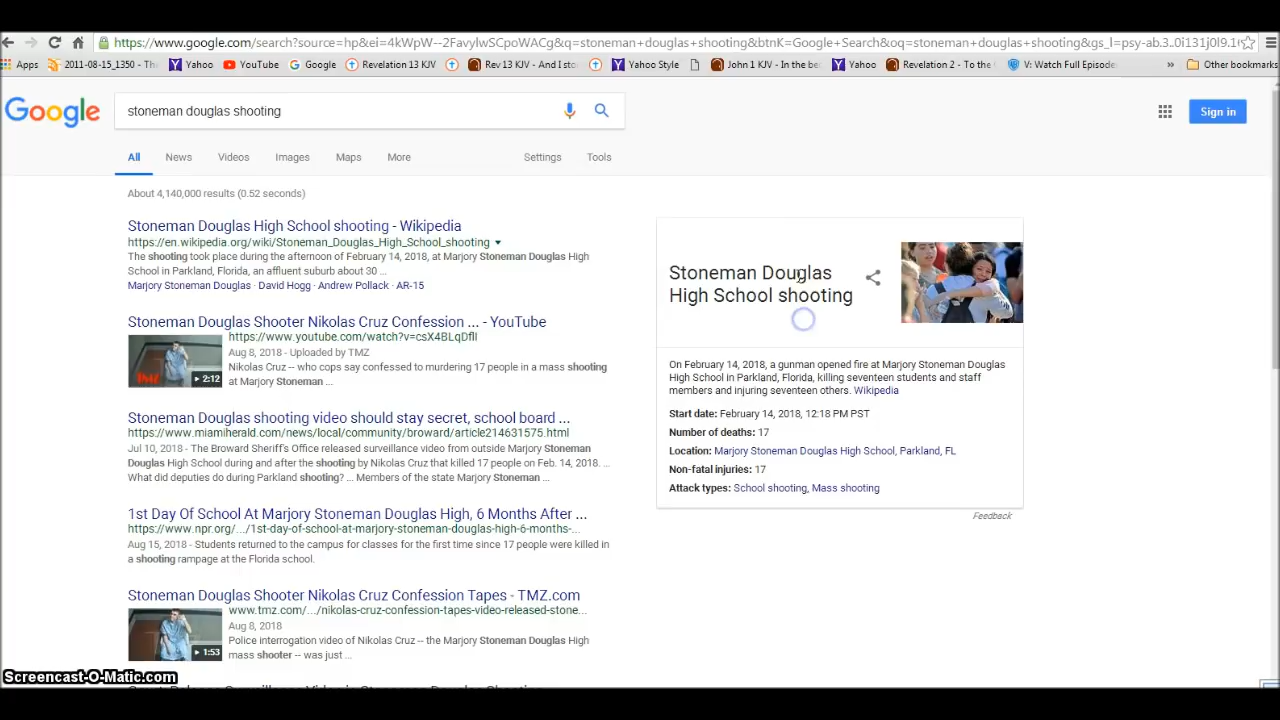 https://www.google.com/search?source=hp&ei=4kWpW--2FavylwSCpoWACg&q=stoneman+douglas+shooting&btnK=Google+Search&oq=stoneman+douglas+shooting&gs_l=psy-ab.3..0i131j0l9.1
Apps 2011-08-15_1350 - Th Yahoo YouTube Google Revelation 13 KJV Rev 13 KJV - And I sto Yahoo Style John 1 KJV - In the be Yahoo Revelation 2 - To the V: Watch Full Episode » Other bookmarks
Google stoneman douglas shooting Sign in
All News Videos Images Maps More Settings Tools
About 4,140,000 results (0.52 seconds)
Stoneman Douglas High School shooting - Wikipedia
https://en.wikipedia.org/wiki/Stoneman_Douglas_High_School_shooting
The shooting took place during the afternoon of February 14, 2018, at Marjory Stoneman Douglas High
School in Parkland, Florida, an affluent suburb about 30 ...
Marjory Stoneman Douglas · David Hogg · Andrew Pollack · AR-15
Stoneman Douglas Shooter Nikolas Cruz Confession ... - YouTube
https://www.youtube.com/watch?v=csX4BLqDflI
Aug 8, 2018 - Uploaded by TMZ
Nikolas Cruz -- who cops say confessed to murdering 17 people in a mass shooting
at Marjory Stoneman ...
TMZ
2:12
Stoneman Douglas shooting video should stay secret, school board ...
https://www.miamiherald.com/news/local/community/broward/article214631575.html
Jul 10, 2018 - The Broward Sheriff's Office released surveillance video from outside Marjory Stoneman
Douglas High School during and after the shooting by Nikolas Cruz that killed 17 people on Feb. 14, 2018. ...
What did deputies do during Parkland shooting? ... Members of the state Marjory Stoneman ...
1st Day Of School At Marjory Stoneman Douglas High, 6 Months After ...
https://www.npr.org/.../1st-day-of-school-at-marjory-stoneman-douglas-high-6-months-...
Aug 15, 2018 - Students returned to the campus for classes for the first time since 17 people were killed in
a shooting rampage at the Florida school.
Stoneman Douglas Shooter Nikolas Cruz Confession Tapes - TMZ.com
www.tmz.com/.../nikolas-cruz-confession-tapes-video-released-stone...
Aug 8, 2018
Police interrogation video of Nikolas Cruz -- the Marjory Stoneman Douglas High
mass shooter -- was just ...
1:53
Stoneman Douglas
High School shooting
On February 14, 2018, a gunman opened fire at Marjory Stoneman Douglas
High School in Parkland, Florida, killing seventeen students and staff
members and injuring seventeen others. Wikipedia
Start date: February 14, 2018, 12:18 PM PST
Number of deaths: 17
Location: Marjory Stoneman Douglas High School, Parkland, FL
Non-fatal injuries: 17
Attack types: School shooting, Mass shooting
Feedback
Screencast-O-Matic.com